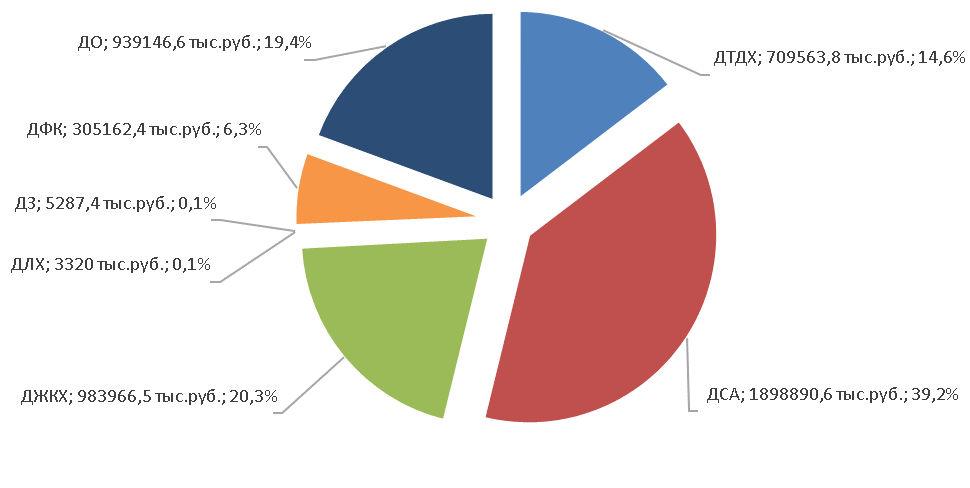 ДО; 939146,6 тыс.руб.; 19,4%
ДТДХ; 709563,8 тыс.руб.; 14,6%
ДФК; 305162,4 тыс.руб.; 6,3%
ДЗ; 5287,4 тыс.руб.; 0,1%
ДЛХ; 3320 тыс.руб.; 0,1%
ДЖКХ; 983966,5 тыс.руб.; 20,3%
ДСА; 1898890,6 тыс.руб.; 39,2%